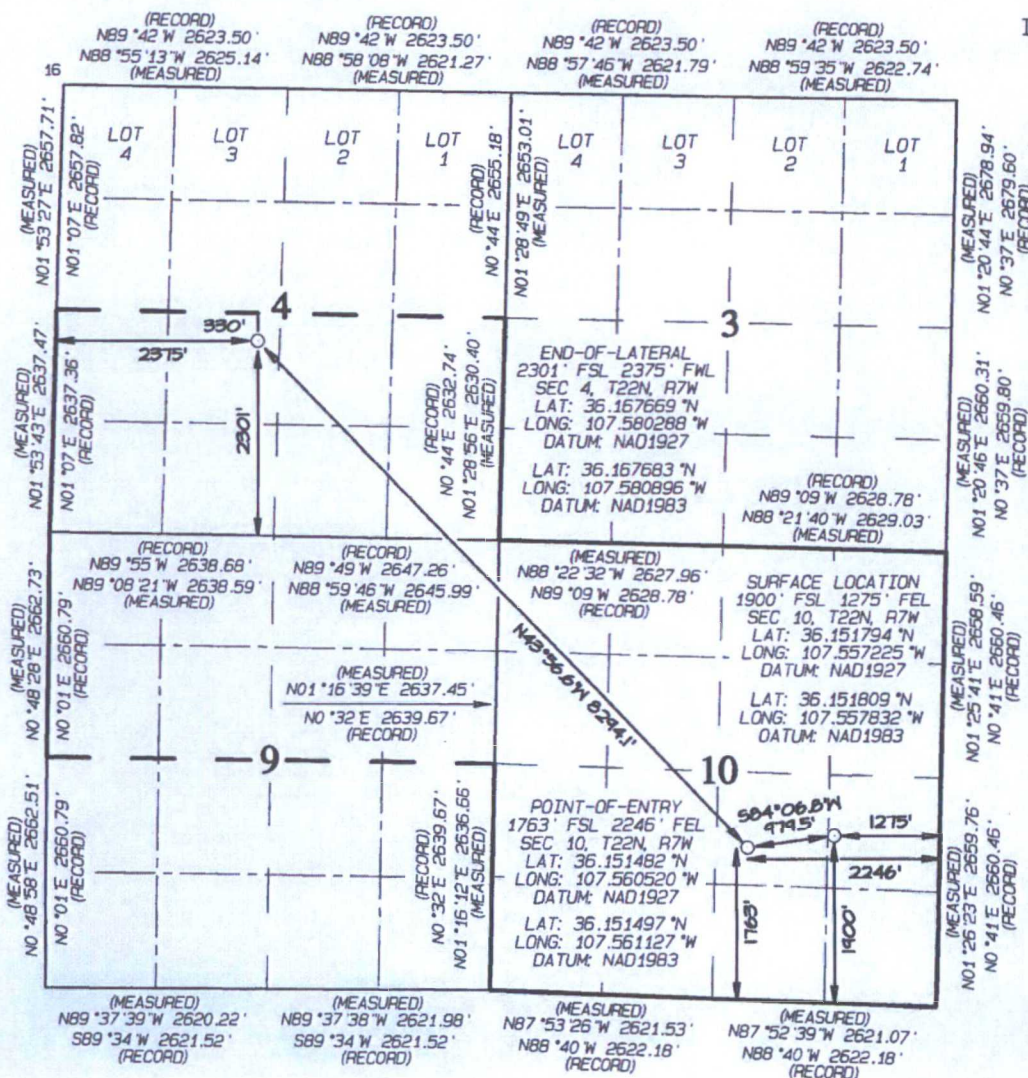 1
(RECORD)
N89 °42'W 2623.50'
N88 °55'13"W 2625.14'
(MEASURED)
(RECORD)
N89 °42'W 2623.50'
N88 °58'08"W 2621.27'
(MEASURED)
(RECORD)
N89 °42'W 2623.50'
N88 °57'46"W 2621.79'
(MEASURED)
(RECORD)
N89 °42'W 2623.50'
N88 °59'35"W 2622.74'
(MEASURED)
16
LOT
4
LOT
3
LOT
2
LOT
1
LOT
4
LOT
3
LOT
2
LOT
1
(MEASURED)
N01 °53'27"E 2657.71'
N01 °07'E 2657.82'
(RECORD)
(RECORD)
N0 °44'E 2655.18'
N01 °28'49"E 2653.01'
(MEASURED)
(MEASURED)
N01 °20'44"E 2678.94'
N0 °37'E 2679.60'
(RECORD)
4
3
330'
2375'
2301'
(MEASURED)
N01 °53'43"E 2637.47'
N01 °07'E 2637.36'
(RECORD)
(RECORD)
N0 °44'E 2632.74'
N01 °28'56"E 2630.40'
(MEASURED)
END-OF-LATERAL
2301' FSL 2375' FWL
SEC 4, T22N, R7W
LAT: 36.167669 °N
LONG: 107.580288 °W
DATUM: NAD1927
LAT: 36.167683 °N
LONG: 107.580896 °W
DATUM: NAD1983
(MEASURED)
N01 °20'46"E 2660.31'
N0 °37'E 2659.80'
(RECORD)
(RECORD)
N89 °09'W 2628.78'
N88 °21'40"W 2629.03'
(MEASURED)
(RECORD)
N89 °55'W 2638.68'
N89 °08'21"W 2638.59'
(MEASURED)
(RECORD)
N89 °49'W 2647.26'
N88 °59'46"W 2645.99'
(MEASURED)
(MEASURED)
N88 °22'32"W 2627.96'
N89 °09'W 2628.78'
(RECORD)
SURFACE LOCATION
1900' FSL 1275' FEL
SEC 10, T22N, R7W
LAT: 36.151794 °N
LONG: 107.557225 °W
DATUM: NAD1927
LAT: 36.151809 °N
LONG: 107.557832 °W
DATUM: NAD1983
(MEASURED)
N0 °48'28"E 2662.73'
N0 °01'E 2660.79'
(RECORD)
(MEASURED)
N01 °16'39"E 2637.45'
N0 °32'E 2639.67'
(RECORD)
N43°56.6'W 8294.1'
(MEASURED)
N01 °25'41"E 2658.59'
N0 °41'E 2660.46'
(RECORD)
9
10
(MEASURED)
N0 °48'58"E 2662.51'
N0 °01'E 2660.79'
(RECORD)
(RECORD)
N0 °32'E 2639.67'
N01 °16'12"E 2636.66'
(MEASURED)
POINT-OF-ENTRY
1763' FSL 2246' FEL
SEC 10, T22N, R7W
LAT: 36.151482 °N
LONG: 107.560520 °W
DATUM: NAD1927
LAT: 36.151497 °N
LONG: 107.561127 °W
DATUM: NAD1983
S84°06.8'W
979.5'
1275'
2246'
1763'
1900'
(MEASURED)
N01 °26'23"E 2659.76'
N0 °41'E 2660.46'
(RECORD)
(MEASURED)
N89 °37'39"W 2620.22'
S89 °34'W 2621.52'
(RECORD)
(MEASURED)
N89 °37'38"W 2621.98'
S89 °34'W 2621.52'
(RECORD)
(MEASURED)
N87 °53'26"W 2621.53'
N88 °40'W 2622.18'
(RECORD)
(MEASURED)
N87 °52'39"W 2621.07'
N88 °40'W 2622.18'
(RECORD)